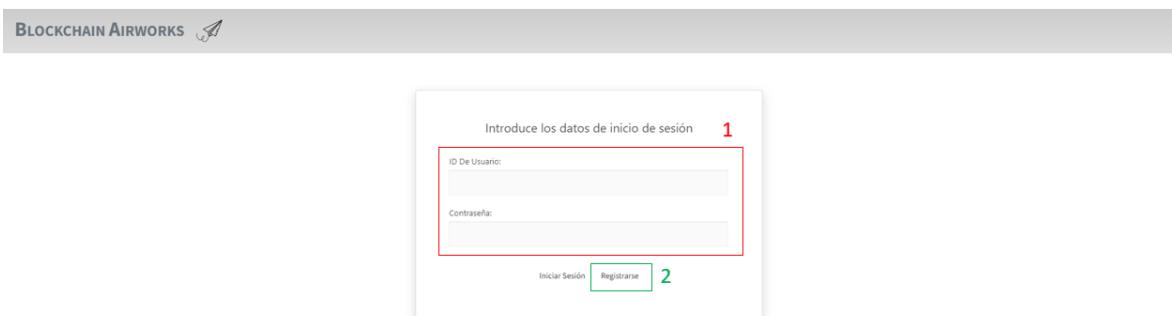 BLOCKCHAIN AIRWORKS
Introduce los datos de inicio de sesión 1
ID De Usuario:
Contraseña:
Iniciar Sesión Registrarse 2